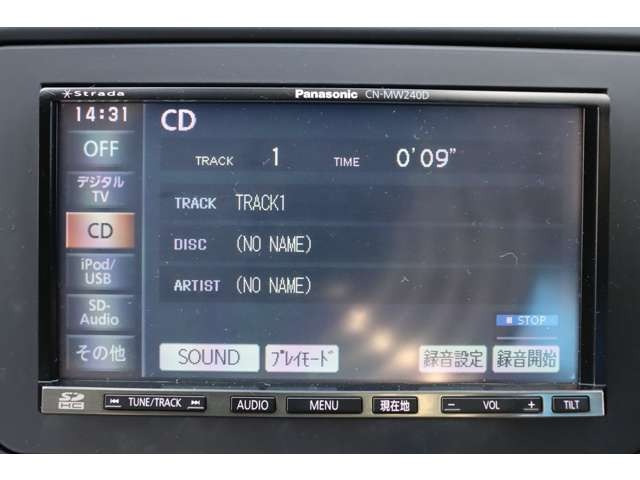 Strada
Panasonic CN-MW240D
14:31
CD
OFF
TRACK 1 TIME 0'09"
デジタル
TV
TRACK TRACK1
CD
DISC (NO NAME)
iPod/
USB
ARTIST (NO NAME)
SD-
Audio
■ STOP
その他
SOUND
プレイモード
録音設定
録音開始
SD HC
TUNE/TRACK
AUDIO
MENU
現在地
− VOL +
TILT